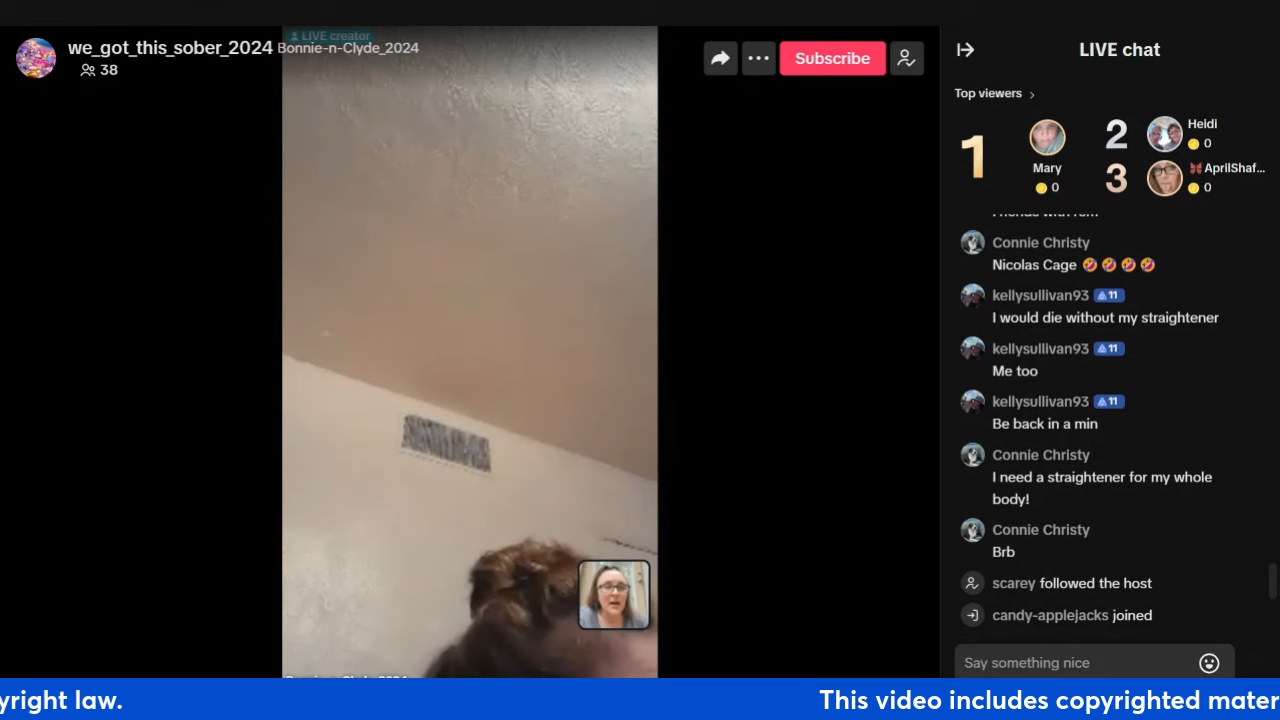 LIVE creator
we_got_this_sober_2024 Bonnie-n-Clyde_2024
38
Subscribe
LIVE chat
Top viewers
1
Mary
0
2
Heidi
0
3
AprilShaf...
0
Connie Christy
Nicolas Cage 🤣 🤣 🤣 🤣
kellysullivan93 11
I would die without my straightener
kellysullivan93 11
Me too
kellysullivan93 11
Be back in a min
Connie Christy
I need a straightener for my whole
body!
Connie Christy
Brb
scarey followed the host
candy-applejacks joined
Say something nice
yright law.
This video includes copyrighted mater